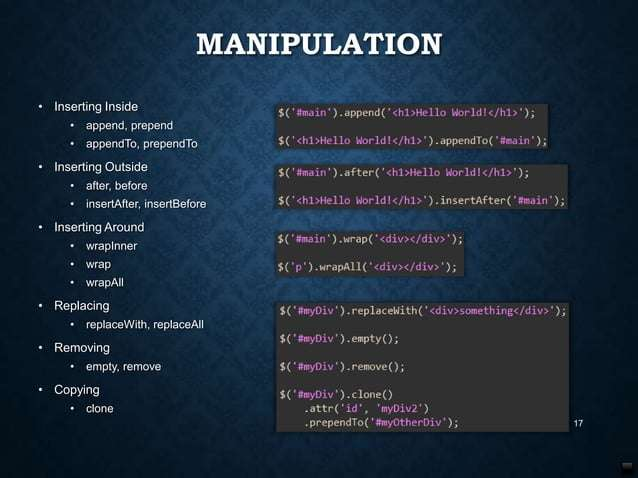 MANIPULATION
• Inserting Inside
• append, prepend
• appendTo, prependTo
• Inserting Outside
• after, before
• insertAfter, insertBefore
• Inserting Around
• wrapInner
• wrap
• wrapAll
• Replacing
• replaceWith, replaceAll
• Removing
• empty, remove
• Copying
• clone
$('#main').append('<h1>Hello World!</h1>');
$('<h1>Hello World!</h1>').appendTo('#main');
$('#main').after('<h1>Hello World!</h1>');
$('<h1>Hello World!</h1>').insertAfter('#main');
$('#main').wrap('<div></div>');
$('p').wrapAll('<div></div>');
$('#myDiv').replaceWith('<div>something</div>');
$('#myDiv').empty();
$('#myDiv').remove();
$('#myDiv').clone()
.attr('id', 'myDiv2')
.prependTo('#myOtherDiv');
17